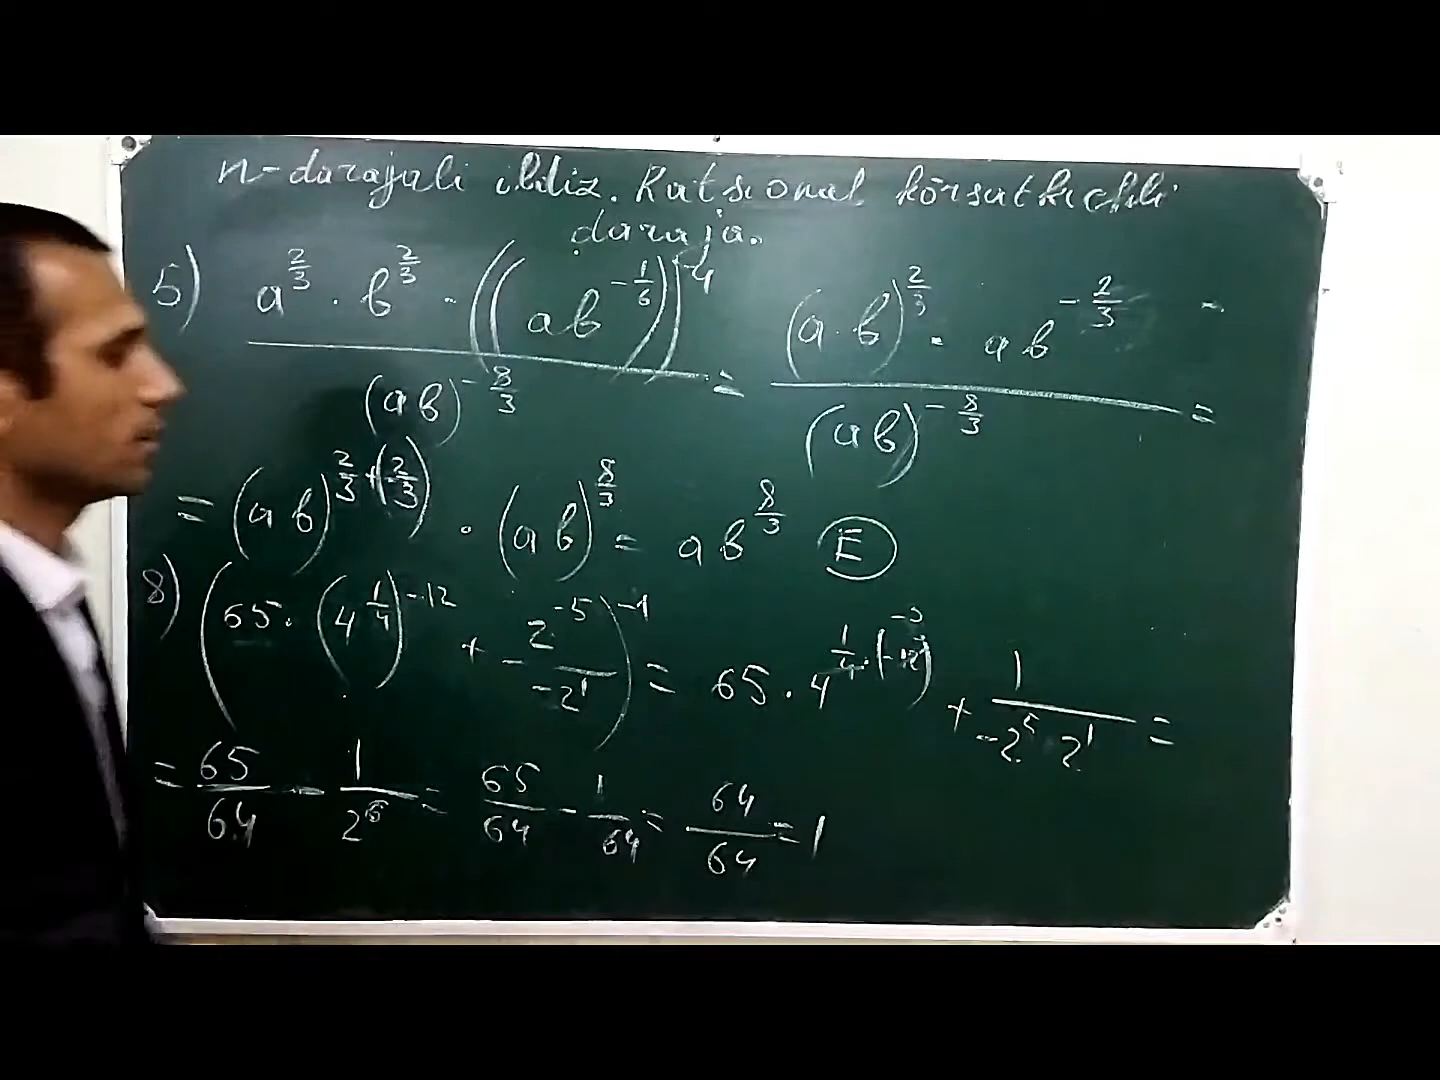 n-darajali ildiz. Ratsional körsatkichli
daraja.
5) a^{2/3} · b^{2/3} · ((ab^{-1/6}))^{-4} / (ab)^{-8/3} = (a·b)^{2/3} · ab^{-2/3} / (ab)^{-8/3} =
= (ab)^{2/3+(-2/3)} · (ab)^{8/3} = ab^{8/3} E
8) (65 · (4^{1/4})^{-12} + -2^{-5}/-2^1)^{-1} = 65 · 4^{1/4·(-12)} + 1/(-2^5·2^1) =
= 65/64 - 1/2^6 = 65/64 - 1/64 = 64/64 = 1